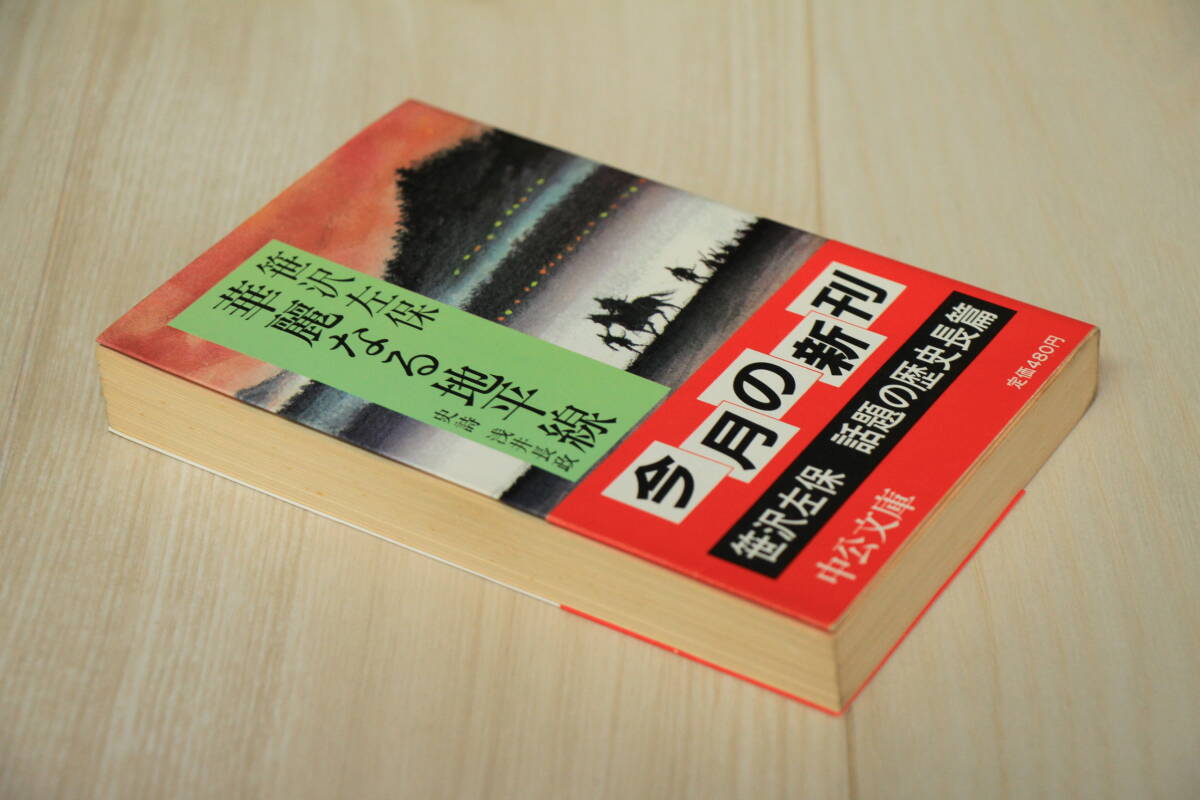 笹沢左保
華麗なる地平線
史詩 浅井長政
今月の新刊
笹沢左保 話題の歴史長篇
定価480円
中公文庫